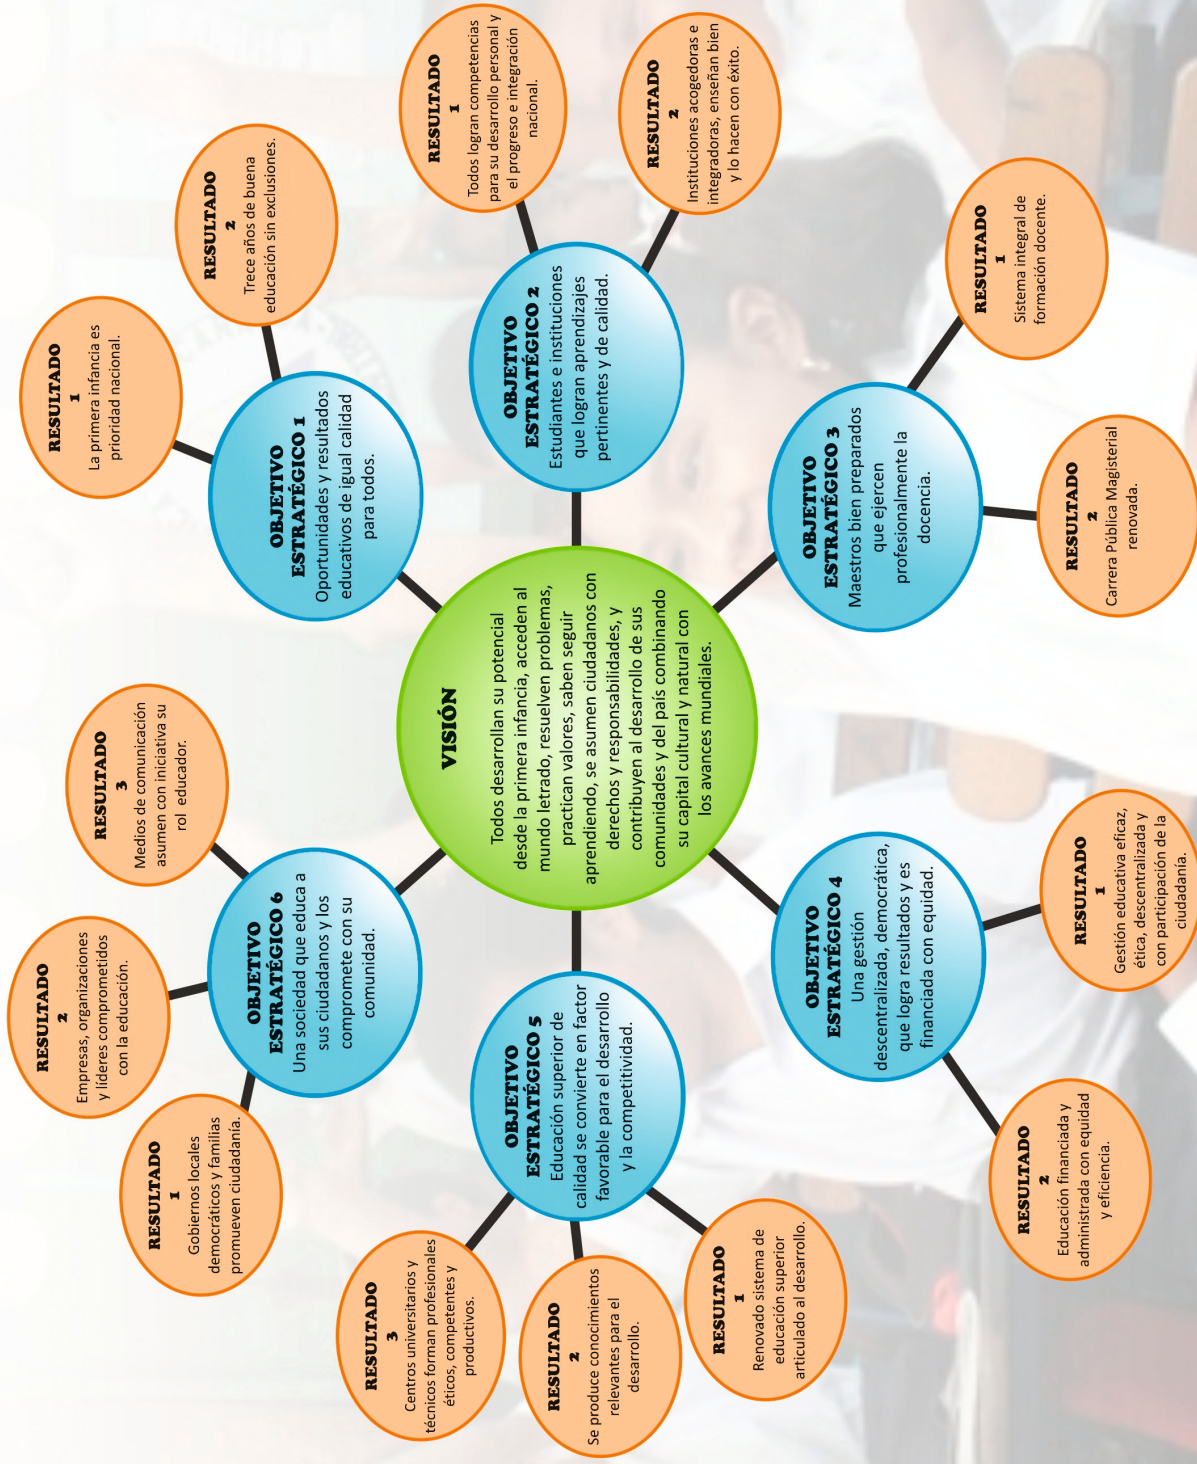 VISIÓN
Todos desarrollan su potencial
desde la primera infancia, acceden al
mundo letrado, resuelven problemas,
practican valores, saben seguir
aprendiendo, se asumen ciudadanos con
derechos y responsabilidades, y
contribuyen al desarrollo de sus
comunidades y del país combinando
su capital cultural y natural con
los avances mundiales.
OBJETIVO
ESTRATÉGICO 1
Oportunidades y resultados
educativos de igual calidad
para todos.
RESULTADO
1
La primera infancia es
prioridad nacional.
RESULTADO
2
Trece años de buena
educación sin exclusiones.
OBJETIVO
ESTRATÉGICO 2
Estudiantes e instituciones
que logran aprendizajes
pertinentes y de calidad.
RESULTADO
1
Todos logran competencias
para su desarrollo personal y
el progreso e integración
nacional.
RESULTADO
2
Instituciones acogedoras e
integradoras, enseñan bien
y lo hacen con éxito.
OBJETIVO
ESTRATÉGICO 3
Maestros bien preparados
que ejercen
profesionalmente la
docencia.
RESULTADO
1
Sistema integral de
formación docente.
RESULTADO
2
Carrera Pública Magisterial
renovada.
OBJETIVO
ESTRATÉGICO 4
Una gestión
descentralizada, democrática,
que logra resultados y es
financiada con equidad.
RESULTADO
1
Gestión educativa eficaz,
ética, descentralizada y
con participación de la
ciudadanía.
RESULTADO
2
Educación financiada y
administrada con equidad
y eficiencia.
OBJETIVO
ESTRATÉGICO 5
Educación superior de
calidad se convierte en factor
favorable para el desarrollo
y la competitividad.
RESULTADO
1
Renovado sistema de
educación superior
articulado al desarrollo.
RESULTADO
2
Se produce conocimientos
relevantes para el
desarrollo.
RESULTADO
3
Centros universitarios y
técnicos forman profesionales
éticos, competentes y
productivos.
OBJETIVO
ESTRATÉGICO 6
Una sociedad que educa a
sus ciudadanos y los
compromete con su
comunidad.
RESULTADO
1
Gobiernos locales
democráticos y familias
promueven ciudadanía.
RESULTADO
2
Empresas, organizaciones
y líderes comprometidos
con la educación.
RESULTADO
3
Medios de comunicación
asumen con iniciativa su
rol educador.